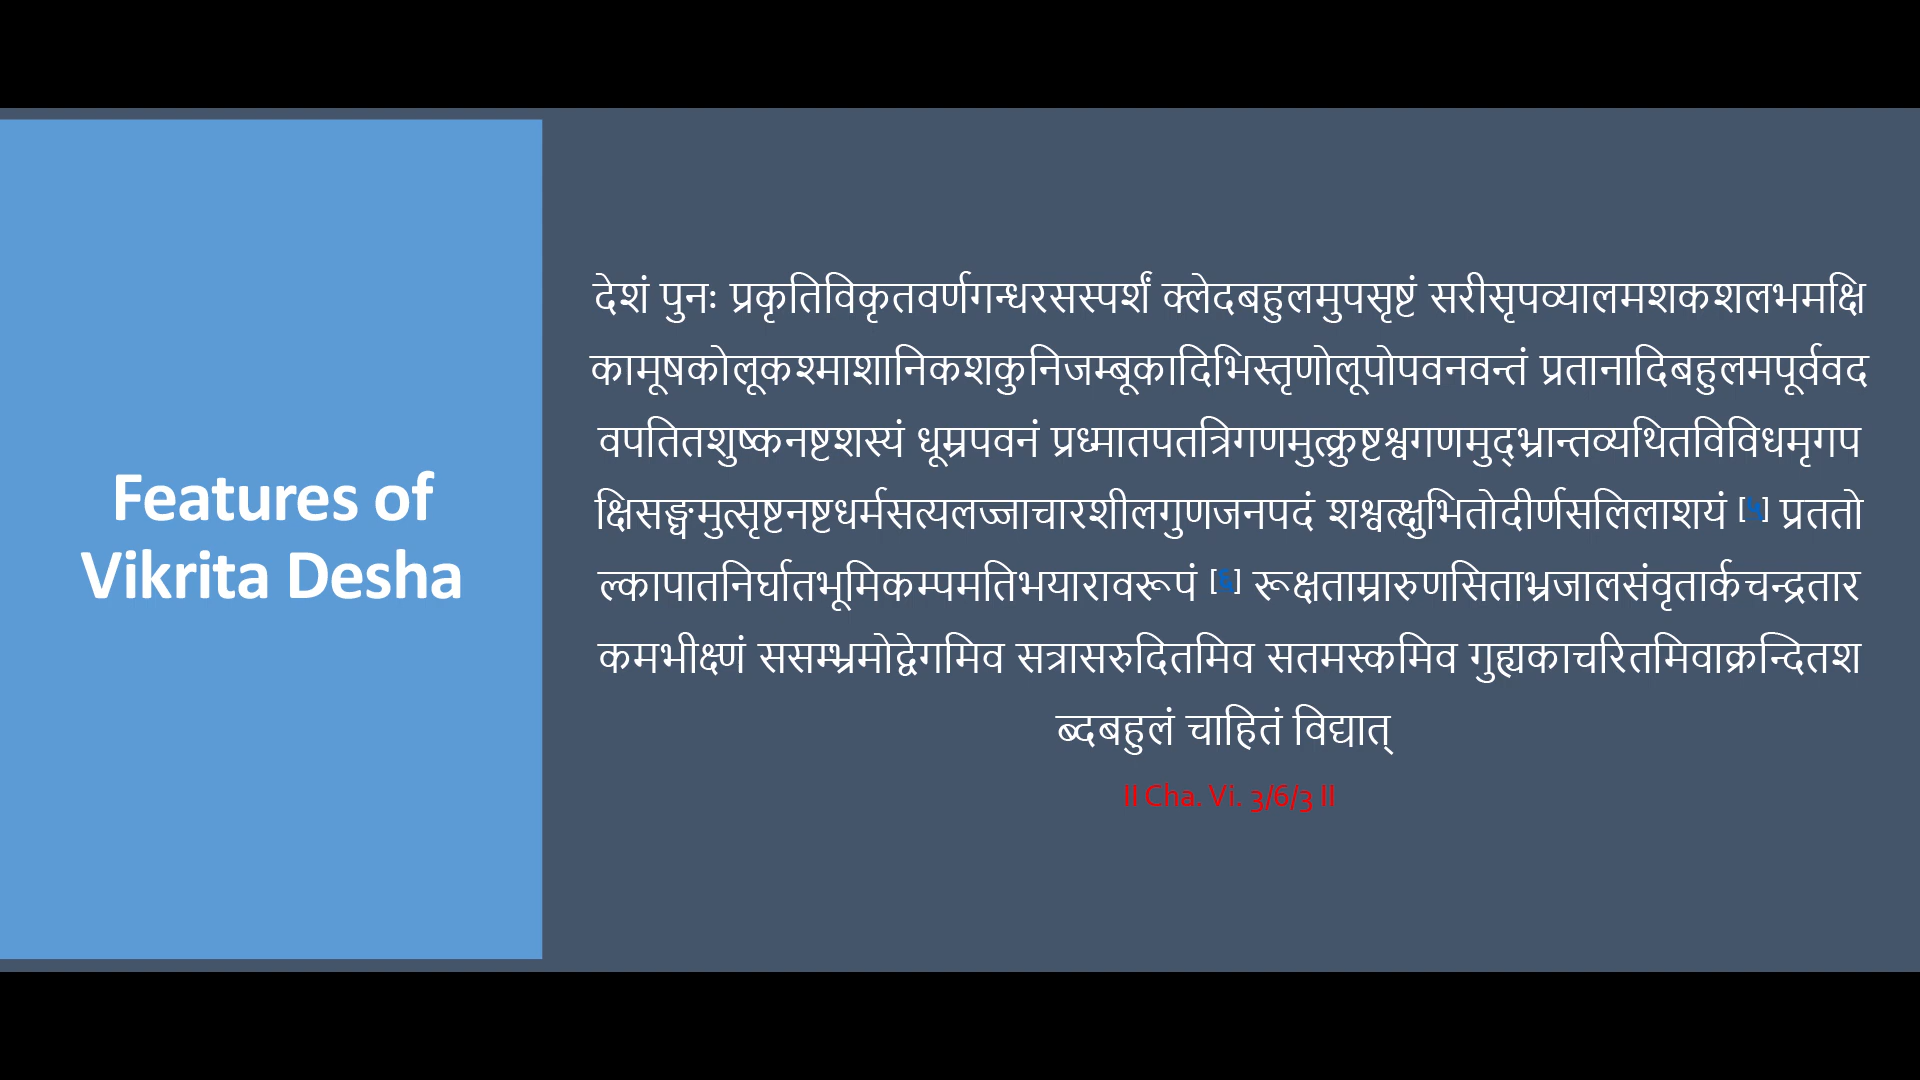 Features of
Vikrita Desha
देशं पुनः प्रकृतिविकृतवर्णगन्धरसस्पर्शं क्लेदबहुलमुपसृष्टं सरीसृपव्यालमशकशलभमक्षि
कामूषकोलूकश्माशानिकशकुनिजम्बूकादिभिस्तृणोलूपोपवनवन्तं प्रतानादिबहुलमपूर्ववद
वपतितशुष्कनष्टशस्यं धूम्रपवनं प्रध्मातपतत्रिगणमुत्क्रुष्टश्वगणमुद्भ्रान्तव्यथितविविधमृगप
क्षिसङ्घमुत्सृष्टनष्टधर्मसत्यलज्जाचारशीलगुणजनपदं शश्वत्क्षुभितोदीर्णसलिलाशयं [५] प्रततो
ल्कापातनिर्घातभूमिकम्पमतिभयारावरूपं [६] रूक्षताम्रारुणसिताभ्रजालसंवृतार्कचन्द्रतार
कमभीक्ष्णं ससम्भ्रमोद्वेगमिव सत्रासरुदितमिव सतमस्कमिव गुह्यकाचरितमिवाक्रन्दितश
ब्दबहुलं चाहितं विद्यात्
II Cha. Vi. 3/6/3 II